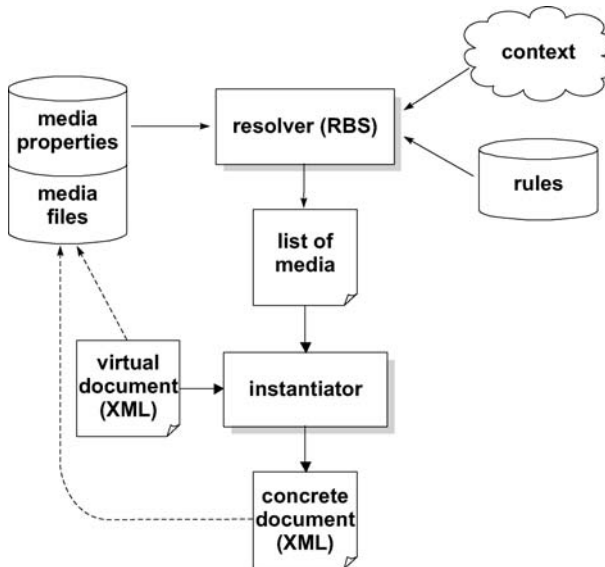 context
media
properties
resolver (RBS)
rules
media
files
list of
media
virtual
document
(XML)
instantiator
concrete
document
(XML)